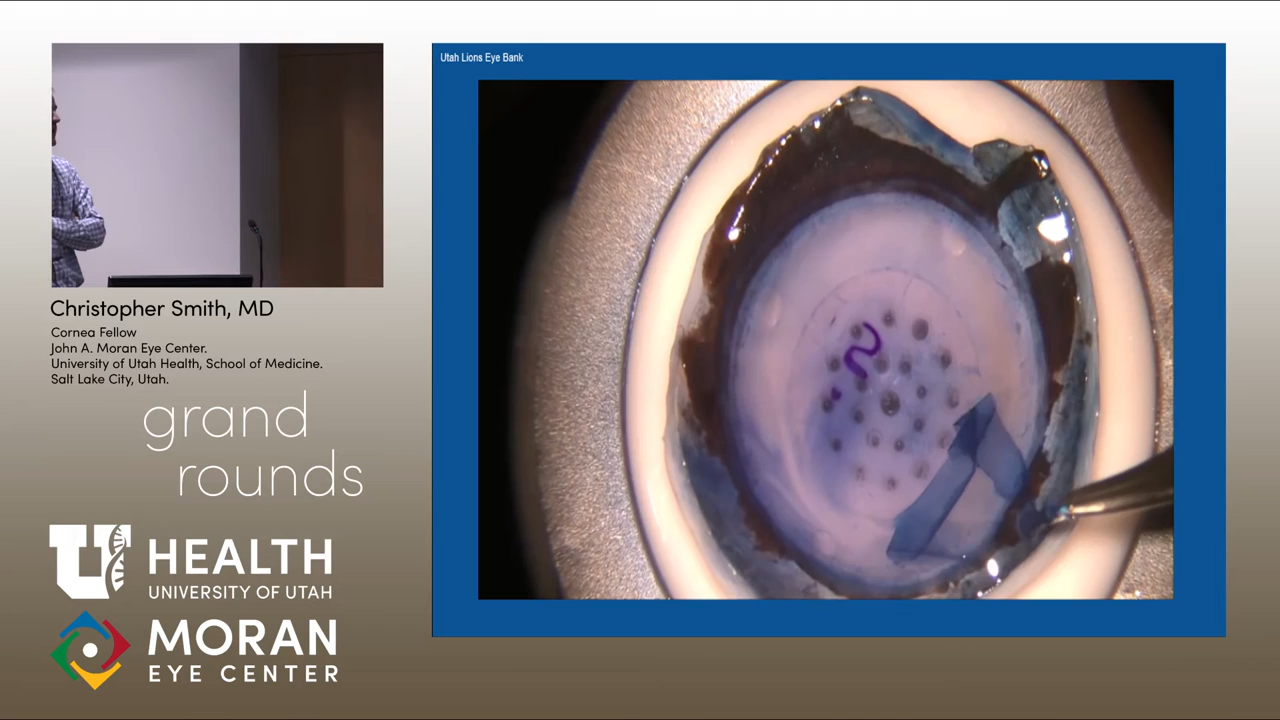 Utah Lions Eye Bank
Christopher Smith, MD
Cornea Fellow
John A. Moran Eye Center.
University of Utah Health, School of Medicine.
Salt Lake City, Utah.
grand
rounds
U HEALTH
UNIVERSITY OF UTAH
MORAN
EYE CENTER